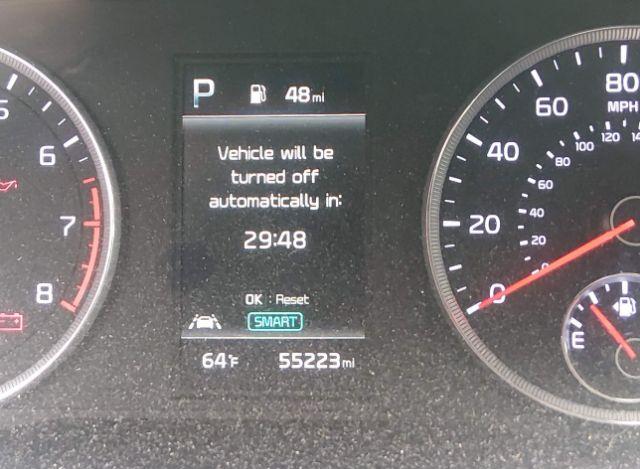 P 48mi
Vehicle will be
turned off
automatically in:
29:48
OK : Reset
SMART
64°F 55223mi
6
7
8
80
MPH
60
40
20
0
120
100
80
60
40
20
E